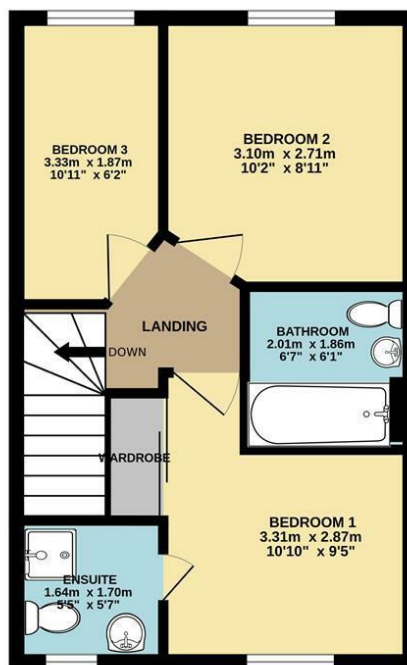 BEDROOM 3
3.33m x 1.87m
10'11" x 6'2"
BEDROOM 2
3.10m x 2.71m
10'2" x 8'11"
LANDING
DOWN
BATHROOM
2.01m x 1.86m
6'7" x 6'1"
WARDROBE
BEDROOM 1
3.31m x 2.87m
10'10" x 9'5"
ENSUITE
1.64m x 1.70m
5'5" x 5'7"